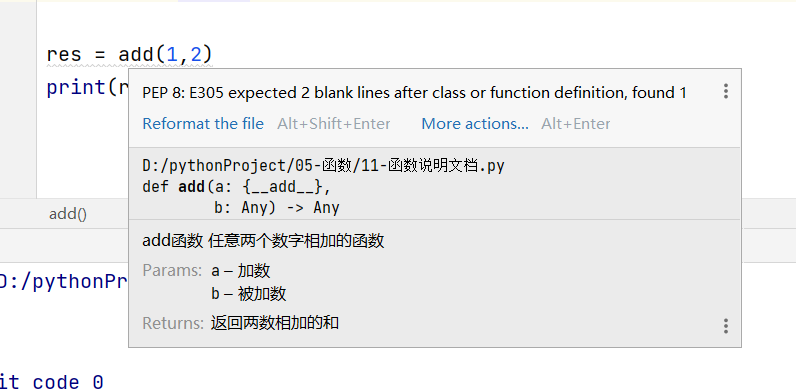 res = add(1,2)
print(r
PEP 8: E305 expected 2 blank lines after class or function definition, found 1
Reformat the file Alt+Shift+Enter More actions... Alt+Enter
D:/pythonProject/05-函数/11-函数说明文档.py
def add(a: {__add__},
b: Any) -> Any
add()
add函数 任意两个数字相加的函数
D:/pythonPr
Params: a – 加数
b – 被加数
Returns: 返回两数相加的和
it code 0